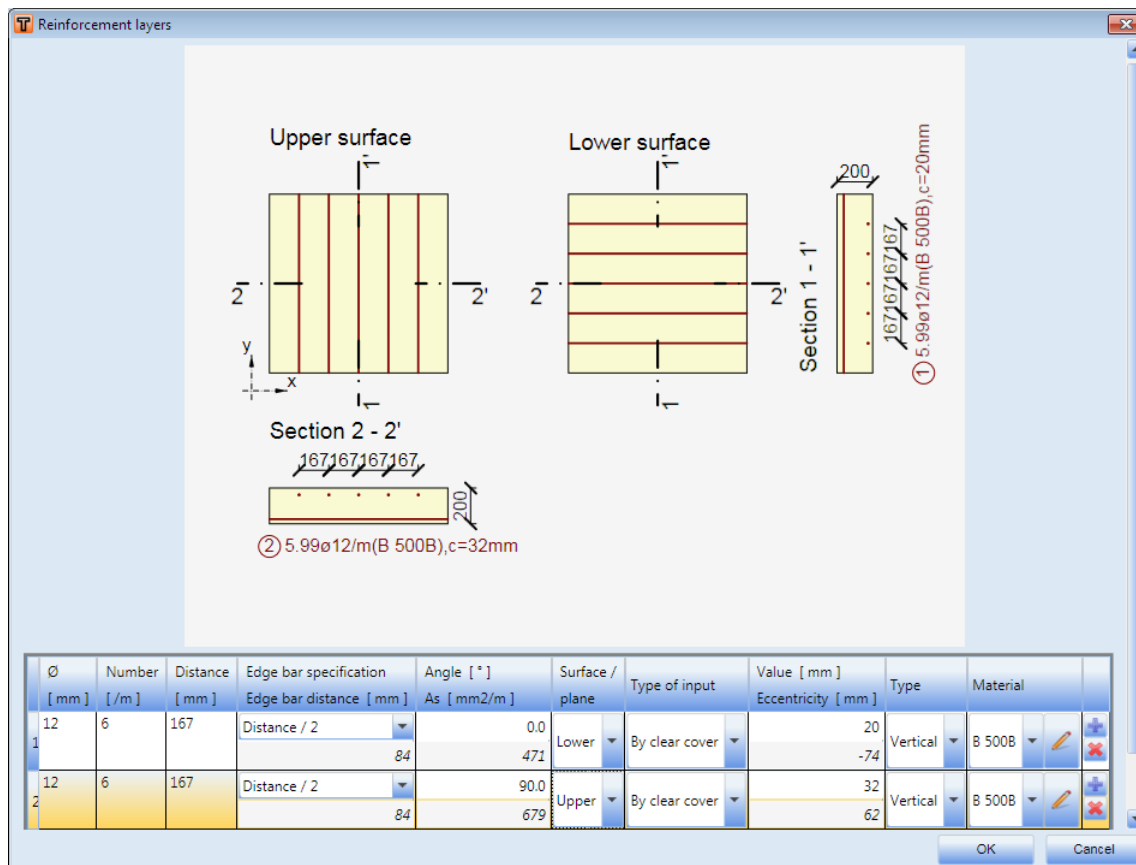 Reinforcement layers
Upper surface
Lower surface
1'
1'
200
2
2'
2
2'
167167167167
Section 1 - 1'
① 5.99ø12/m(B 500B),c=20mm
y
x
1
1
Section 2 - 2'
167167167167
200
② 5.99ø12/m(B 500B),c=32mm
Ø Number Distance Edge bar specification Angle [ ° ] Surface / Type of input Value [ mm ] Type Material
[ mm ] [ /m ] [ mm ] Edge bar distance [ mm ] As [ mm2/m ] plane Eccentricity [ mm ]
1 12 6 167 Distance / 2 0.0 Lower By clear cover 20 Vertical B 500B
84 471 -74
2 12 6 167 Distance / 2 90.0 Upper By clear cover 32 Vertical B 500B
84 679 62
OK Cancel